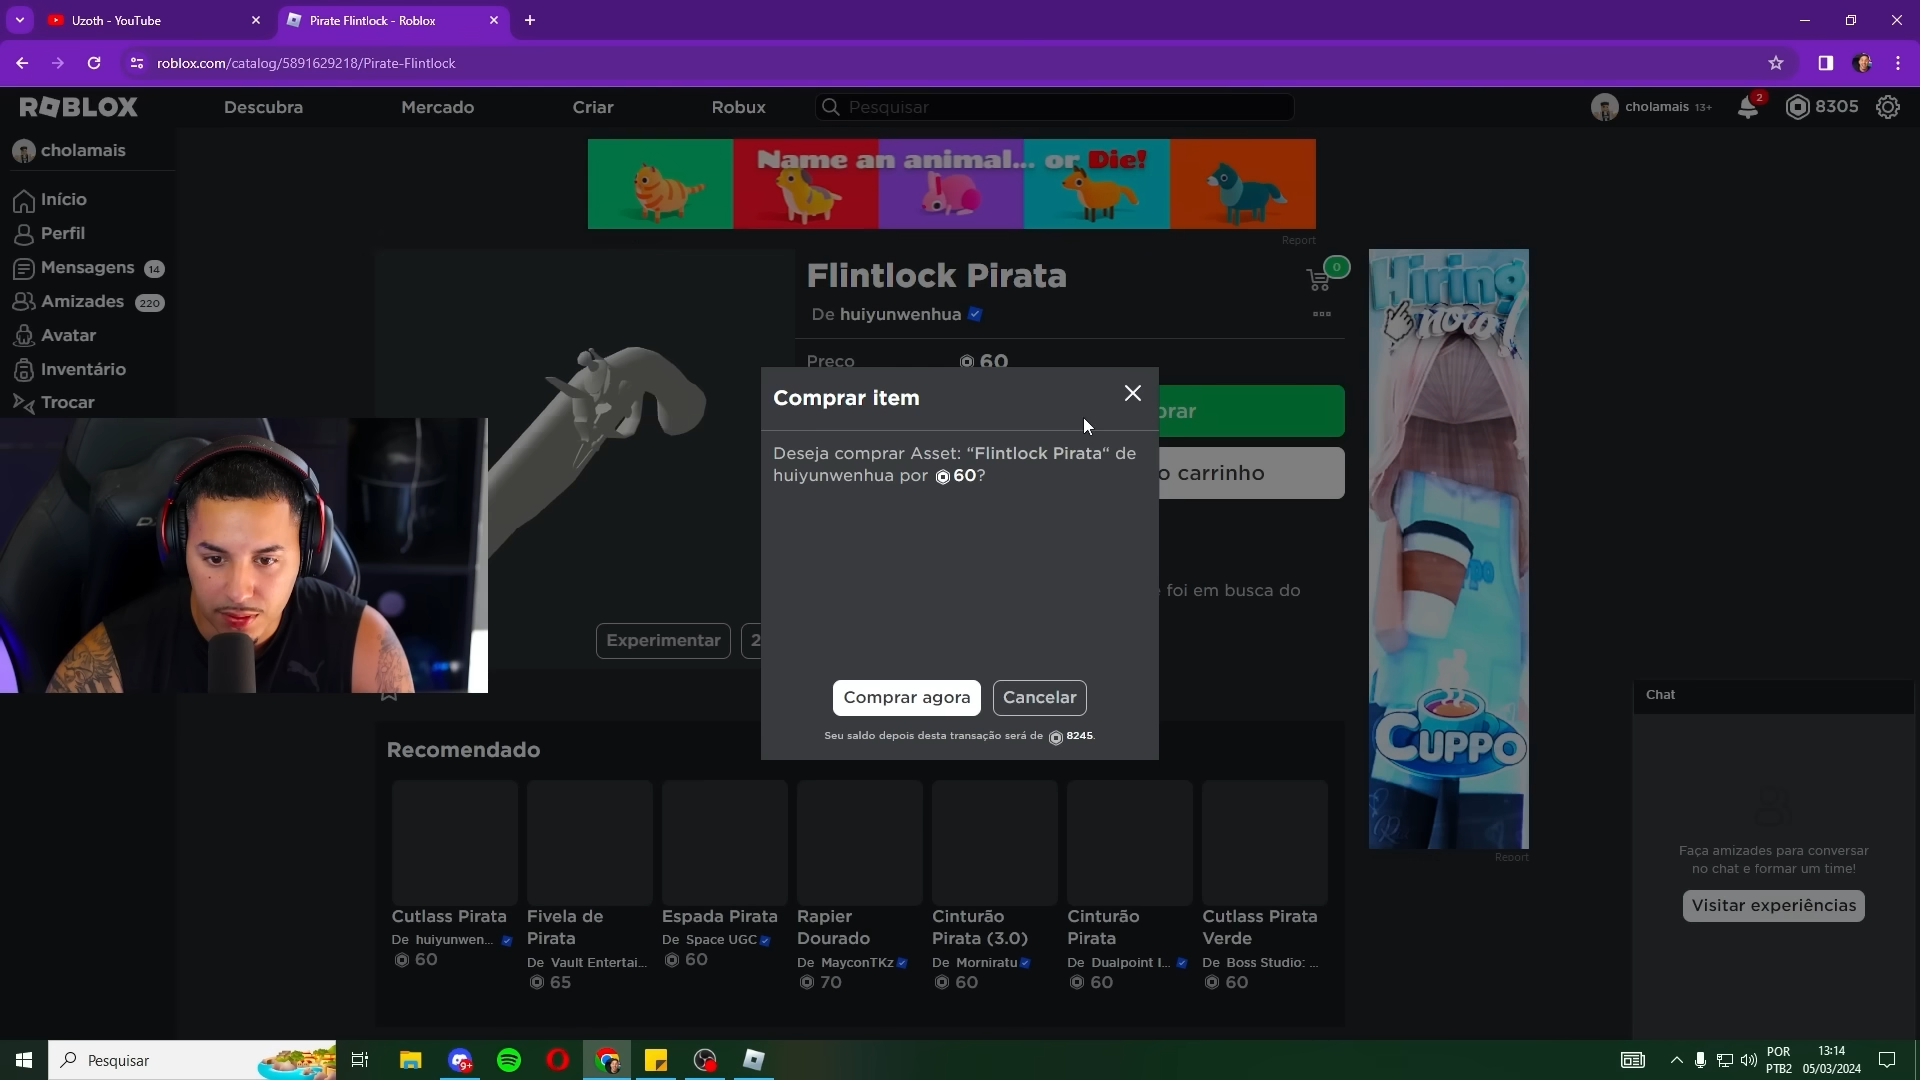 Uzoth - YouTube
Pirate Flintlock - Roblox
roblox.com/catalog/5891629218/Pirate-Flintlock
ROBLOX
Descubra
Mercado
Criar
Robux
Pesquisar
cholamais 13+
2
8305
cholamais
Início
Perfil
Mensagens 14
Amizades 220
Avatar
Inventário
Trocar
Name an animal... or Die!
Report
Flintlock Pirata
0
De huiyunwenhua
Preço 60
Comprar item
prar
Deseja comprar Asset: “Flintlock Pirata“ de
huiyunwenhua por 60?
o carrinho
foi em busca do
Experimentar
2
Comprar agora
Cancelar
Seu saldo depois desta transação será de 8245.
Hiring
now!
CUPPO
Report
Recomendado
Cutlass Pirata
De huiyunwen...
60
Fivela de
Pirata
De Vault Entertai...
65
Espada Pirata
De Space UGC
60
Rapier
Dourado
De MayconTKz
70
Cinturão
Pirata (3.0)
De Morniratu
60
Cinturão
Pirata
De Dualpoint I...
60
Cutlass Pirata
Verde
De Boss Studio: ...
60
Chat
Faça amizades para conversar
no chat e formar um time!
Visitar experiências
Pesquisar
9+
POR
PTB2
13:14
05/03/2024